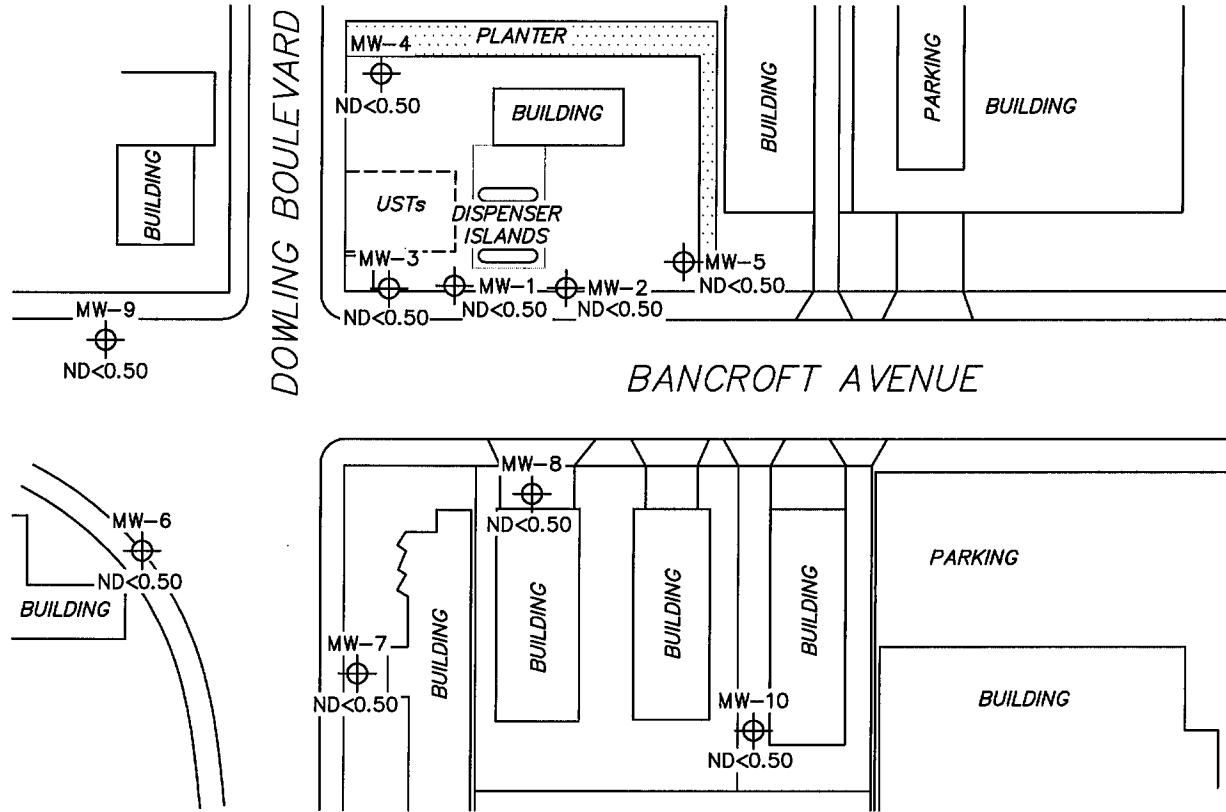 DOWLING BOULEVARD
MW-4
PLANTER
ND<0.50
BUILDING
BUILDING
PARKING
BUILDING
BUILDING
USTs
DISPENSER
ISLANDS
MW-3
ND<0.50
MW-1
ND<0.50
MW-2
ND<0.50
MW-5
ND<0.50
MW-9
ND<0.50
BANCROFT AVENUE
MW-8
ND<0.50
MW-6
ND<0.50
BUILDING
MW-7
ND<0.50
BUILDING
BUILDING
BUILDING
BUILDING
MW-10
ND<0.50
PARKING
BUILDING